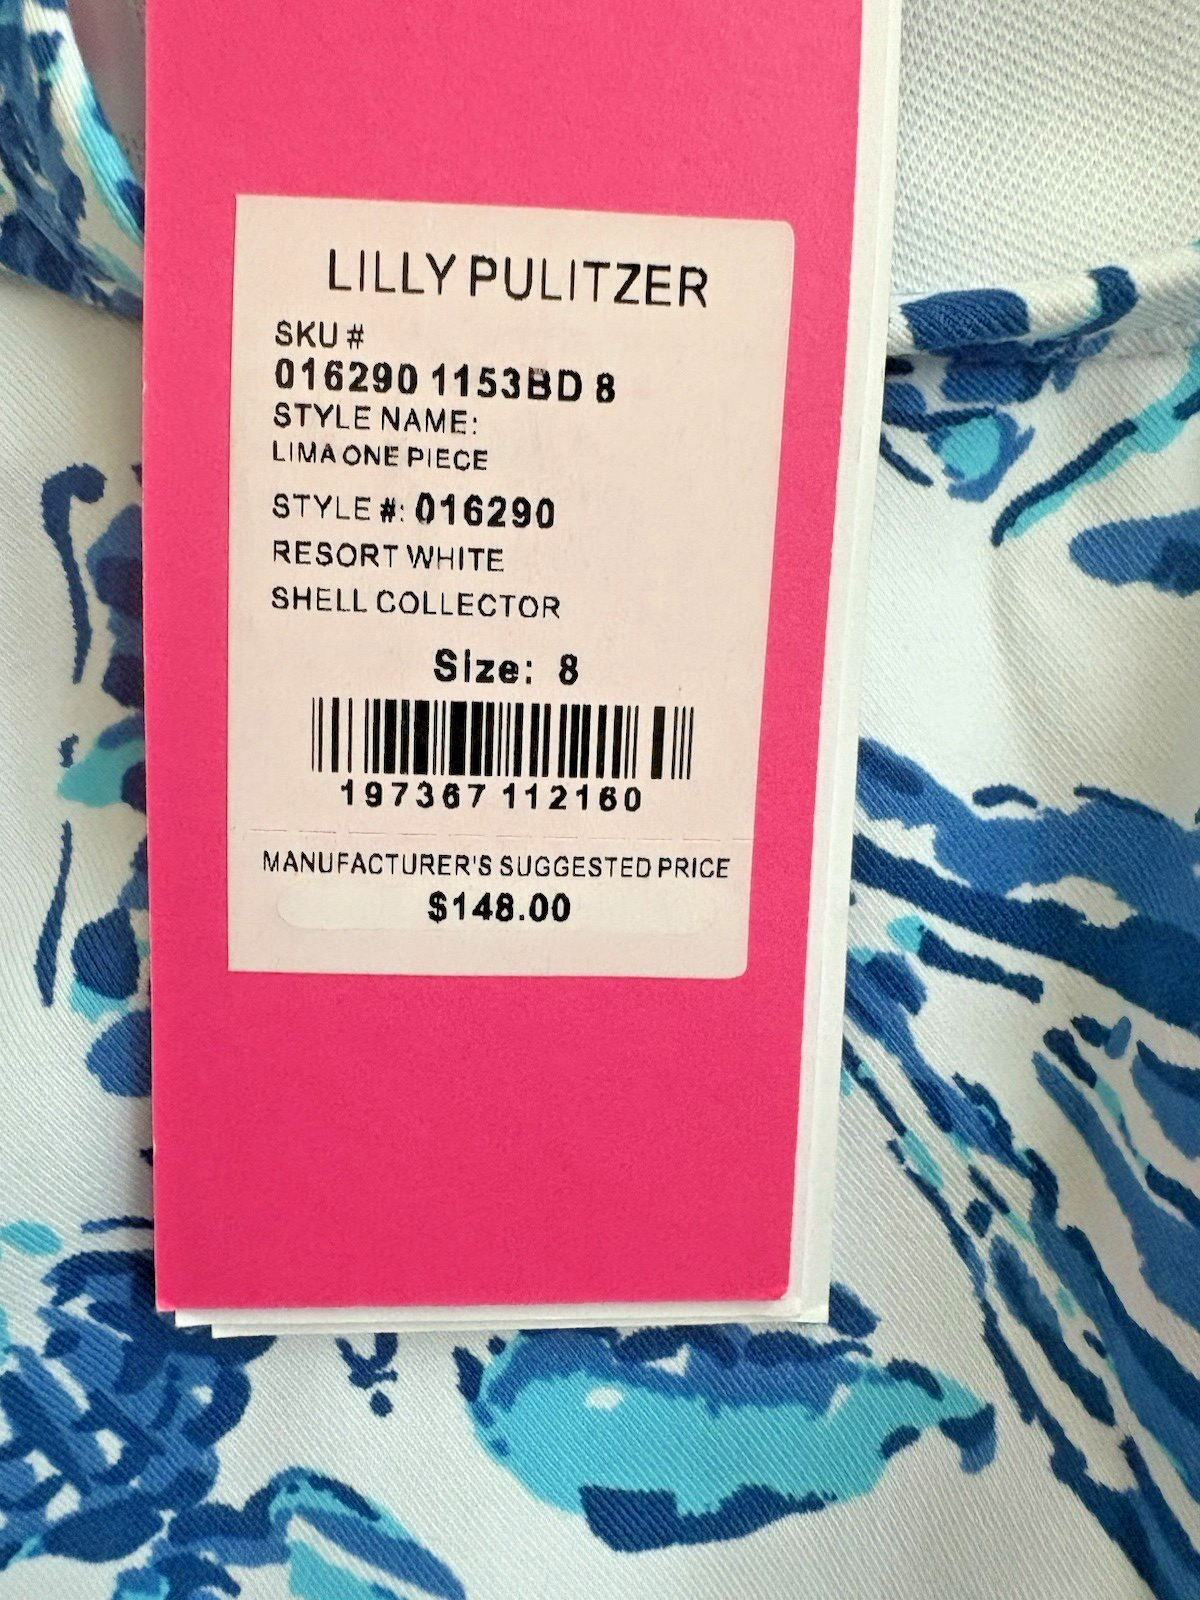 LILLY PULITZER
SKU #
016290 1153BD 8
STYLE NAME:
LIMA ONE PIECE
STYLE #: 016290
RESORT WHITE
SHELL COLLECTOR
Size: 8
197367 112160
MANUFACTURER'S SUGGESTED PRICE
$148.00